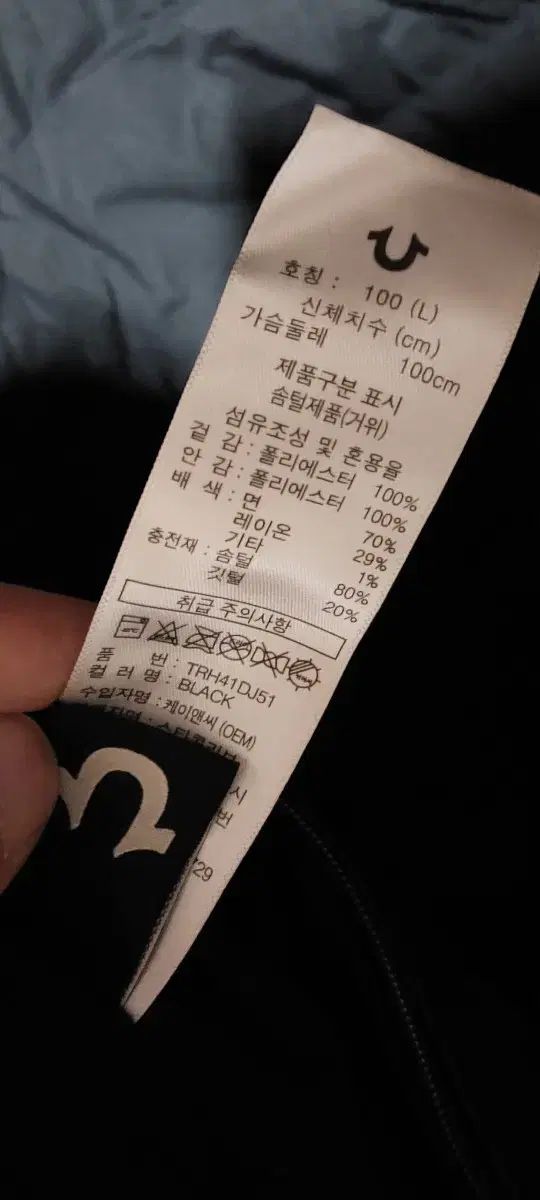 호칭 : 100 (L)
신체치수 (cm)
가슴둘레 100cm
제품구분 표시
솜털제품(거위)
섬유조성 및 혼용율
겉 감 : 폴리에스터 100%
안 감 : 폴리에스터 100%
배 색 : 면 70%
레이온 29%
기타 1%
충전재 : 솜털 80%
깃털 20%
취급 주의사항
품 번 : TRH41DJ51
컬 러 명 : BLACK
수입자명 : 케이앤씨 (OEM)
시
번
29